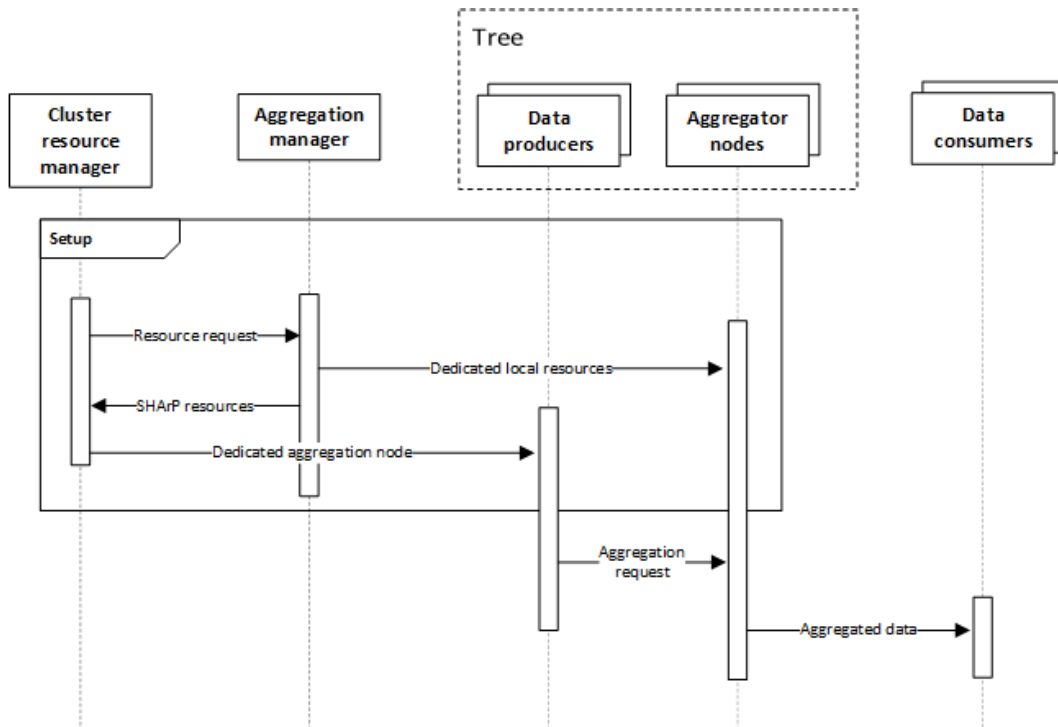 Tree
Cluster
resource
manager
Aggregation
manager
Data
producers
Aggregator
nodes
Data
consumers
Setup
Resource request
Dedicated local resources
SHArP resources
Dedicated aggregation node
Aggregation
request
Aggregated data